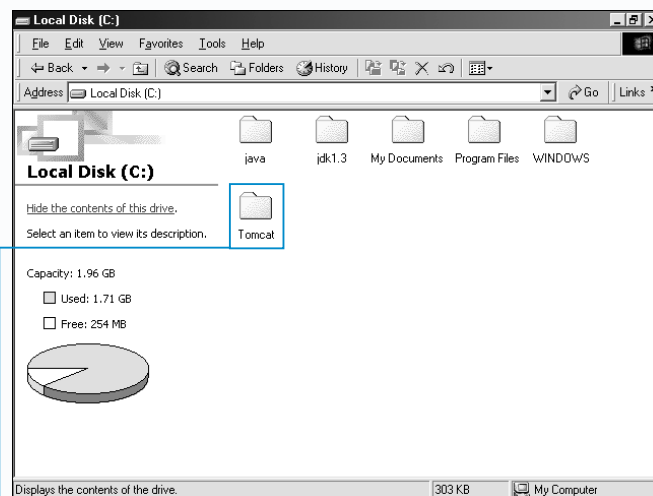 Local Disk (C:)
File Edit View Favorites Tools Help
Back Search Folders History
Address Local Disk (C:) Go Links
java jdk1.3 My Documents Program Files WINDOWS
Local Disk (C:)
Hide the contents of this drive.
Select an item to view its description.
Tomcat
Capacity: 1.96 GB
Used: 1.71 GB
Free: 254 MB
Displays the contents of the drive. 303 KB My Computer